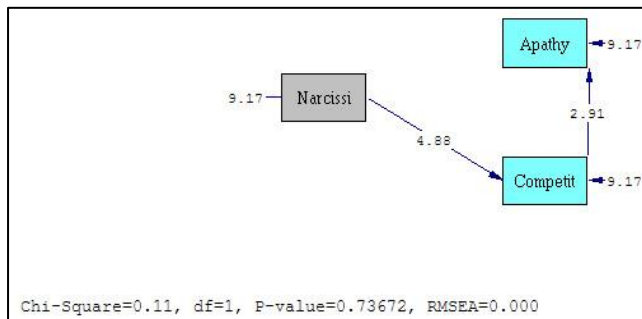 Apathy
9.17
9.17
Narcissi
2.91
4.88
Competit
9.17
Chi-Square=0.11, df=1, P-value=0.73672, RMSEA=0.000